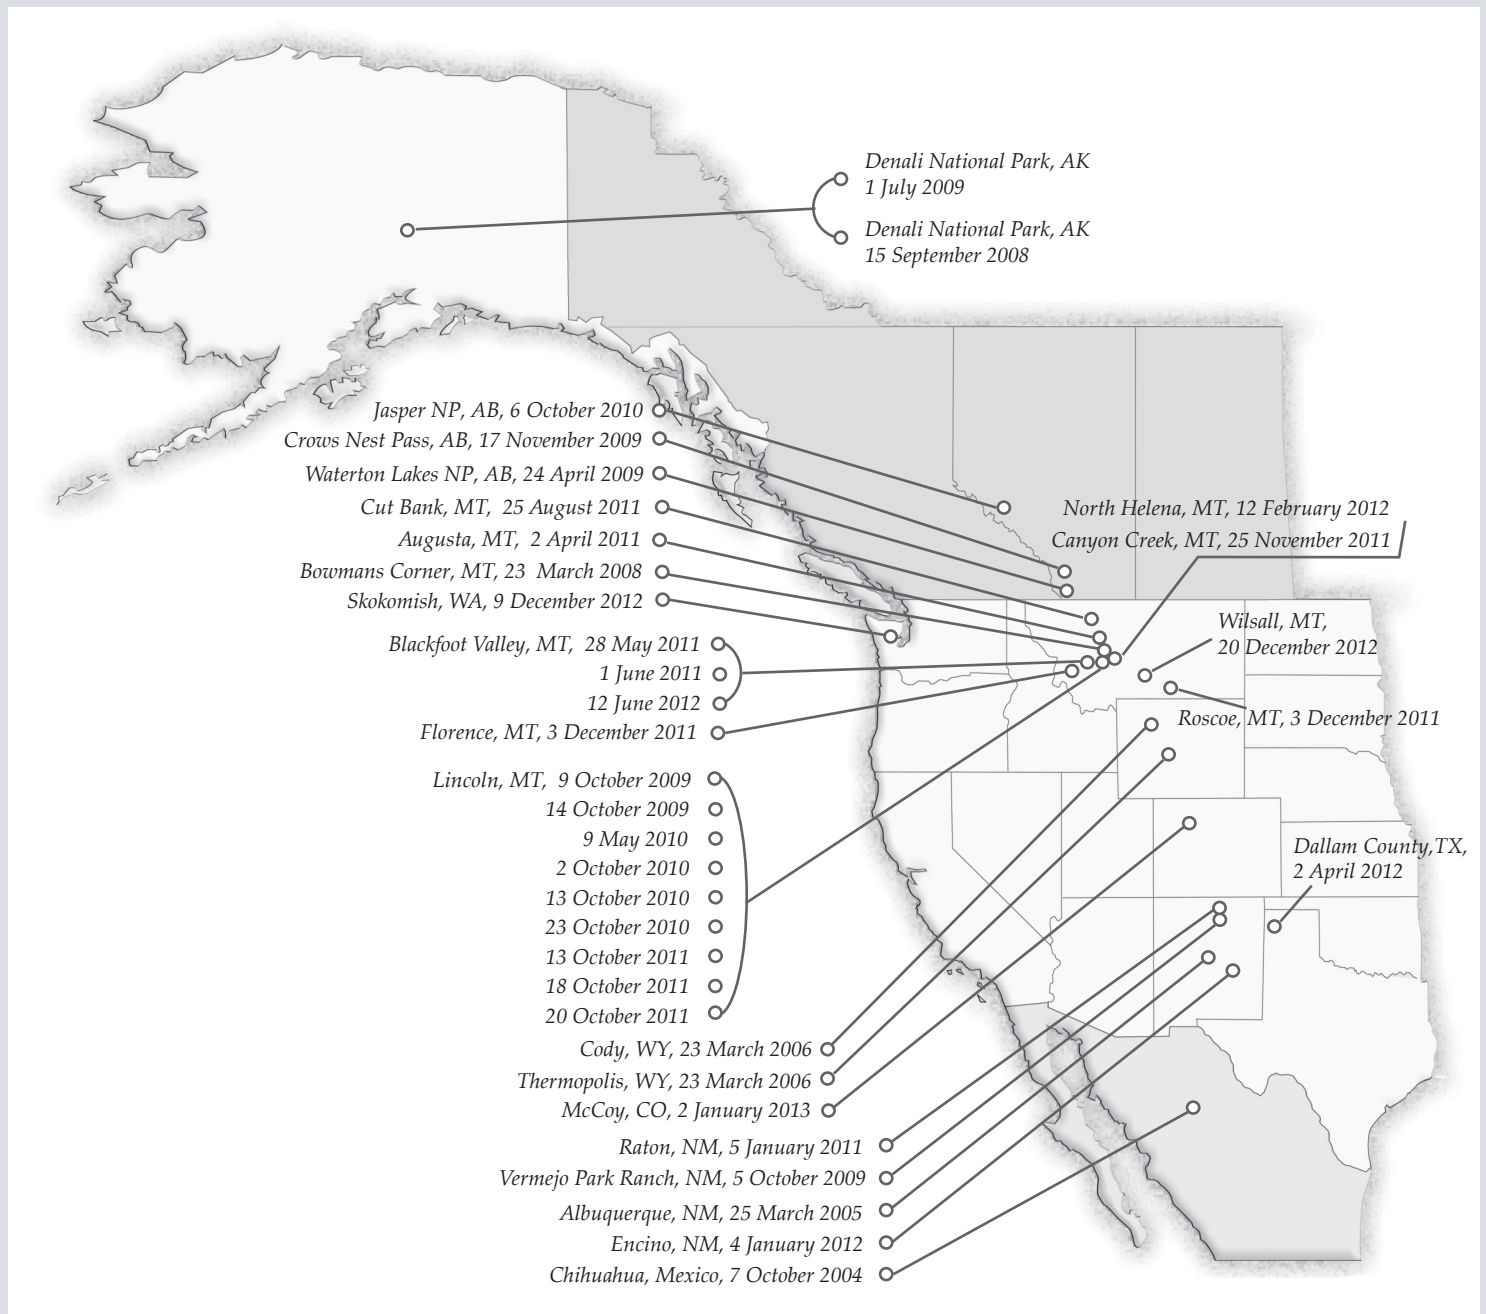 Denali National Park, AK
1 July 2009
Denali National Park, AK
15 September 2008
Jasper NP, AB, 6 October 2010
Crows Nest Pass, AB, 17 November 2009
Waterton Lakes NP, AB, 24 April 2009
Cut Bank, MT, 25 August 2011
Augusta, MT, 2 April 2011
Bowmans Corner, MT, 23 March 2008
Skokomish, WA, 9 December 2012
North Helena, MT, 12 February 2012
Canyon Creek, MT, 25 November 2011
Wilsall, MT,
20 December 2012
Blackfoot Valley, MT, 28 May 2011
1 June 2011
12 June 2012
Florence, MT, 3 December 2011
Roscoe, MT, 3 December 2011
Lincoln, MT, 9 October 2009
14 October 2009
9 May 2010
2 October 2010
13 October 2010
23 October 2010
13 October 2011
18 October 2011
20 October 2011
Dallam County,TX,
2 April 2012
Cody, WY, 23 March 2006
Thermopolis, WY, 23 March 2006
McCoy, CO, 2 January 2013
Raton, NM, 5 January 2011
Vermejo Park Ranch, NM, 5 October 2009
Albuquerque, NM, 25 March 2005
Encino, NM, 4 January 2012
Chihuahua, Mexico, 7 October 2004